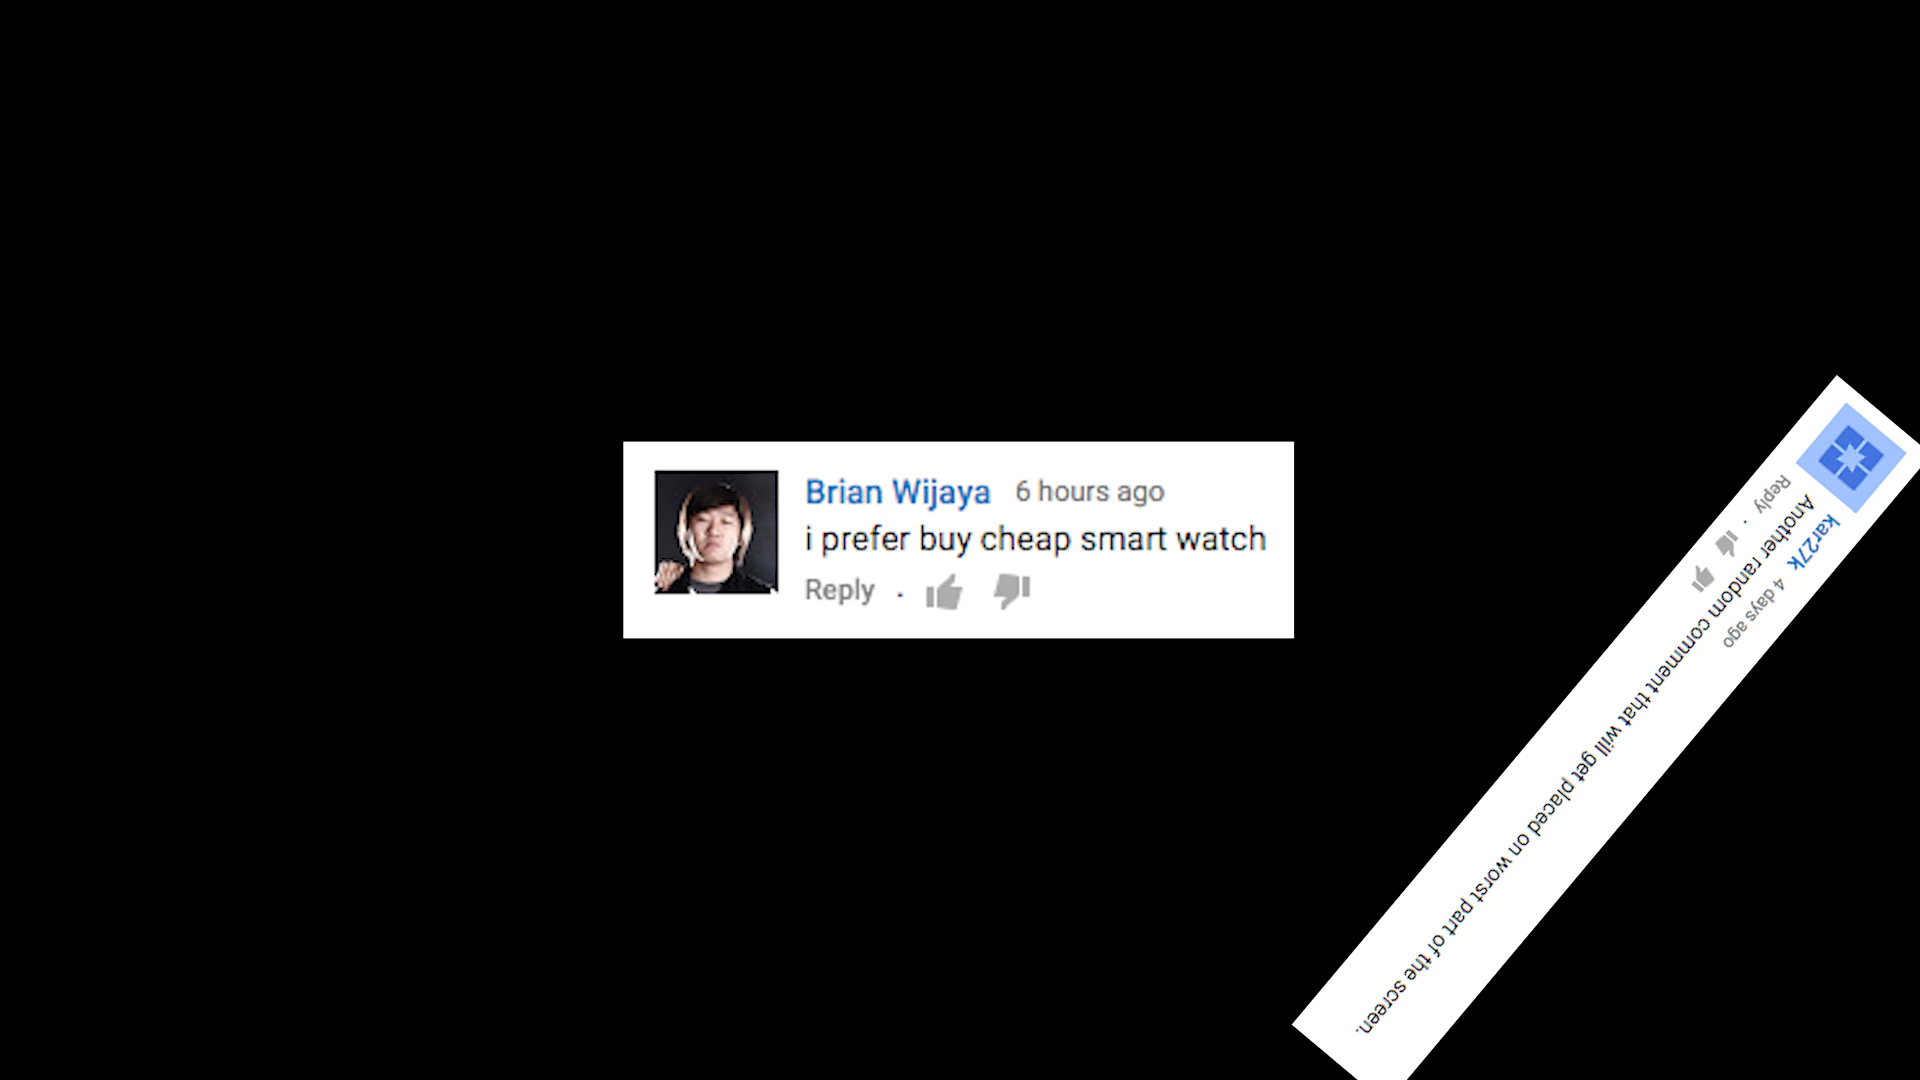 Brian Wijaya 6 hours ago
i prefer buy cheap smart watch
Reply .
kar27k 4 days ago
Another random comment that will get placed on worst part of the screen.
Reply .